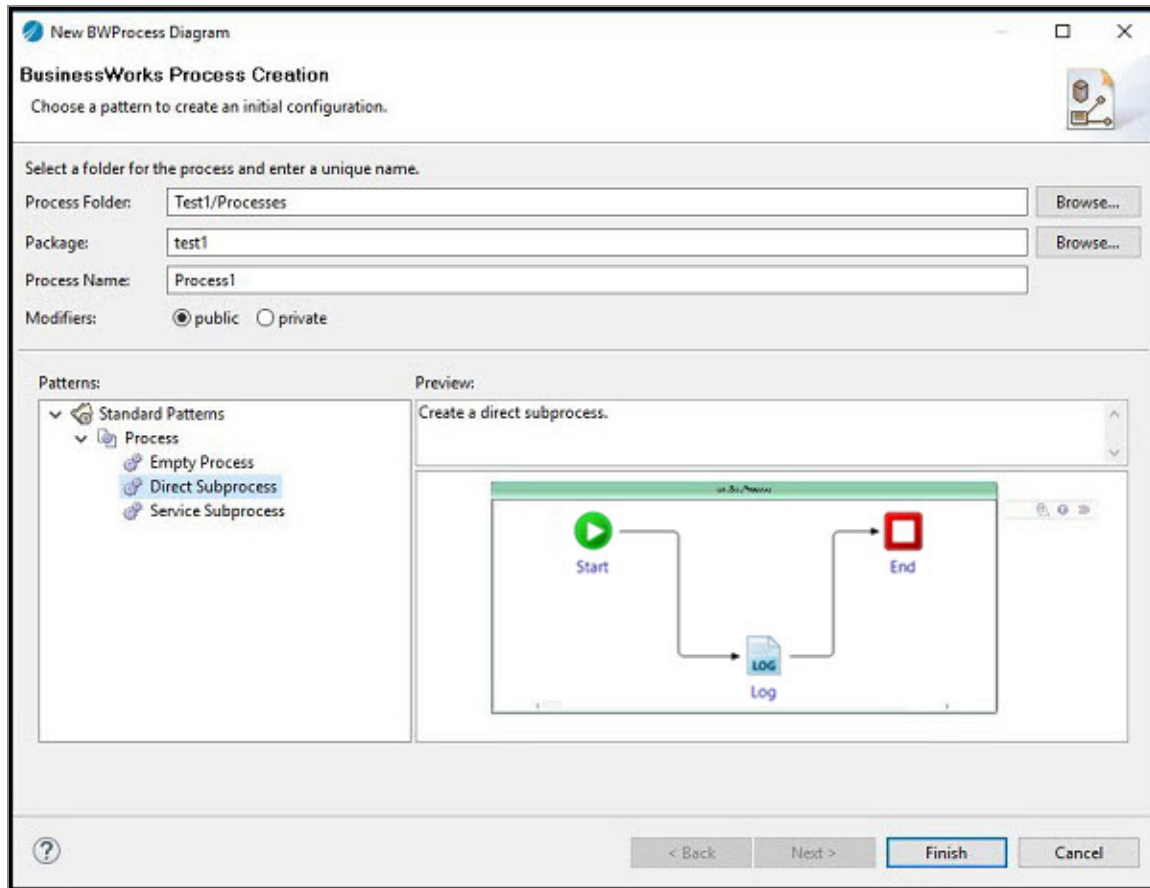 New BWProcess Diagram
BusinessWorks Process Creation
Choose a pattern to create an initial configuration.
Select a folder for the process and enter a unique name.
Process Folder: Test1/Processes Browse...
Package: test1 Browse...
Process Name: Process1
Modifiers: public private
Patterns: Preview:
Standard Patterns Create a direct subprocess.
Process
Empty Process
Direct Subprocess
Service Subprocess
Start End
LOG
Log
? < Back Next > Finish Cancel